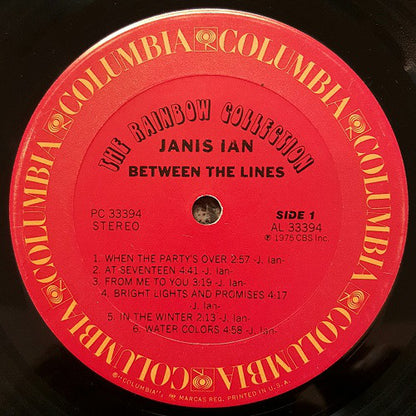 COLUMBIA COLUMBIA COLUMBIA COLUMBIA COLUMBIA COLUMBIA
THE RAINBOW COLLECTION
JANIS IAN
BETWEEN THE LINES
PC 33394
STEREO
SIDE 1
AL 33394
℗ 1975 CBS Inc.
1. WHEN THE PARTY'S OVER 2:57 -J. Ian-
2. AT SEVENTEEN 4:41 -J. Ian-
3. FROM ME TO YOU 3:19 -J. Ian-
4. BRIGHT LIGHTS AND PROMISES 4:17
-J. Ian-
5. IN THE WINTER 2:13 -J. Ian-
6. WATER COLORS 4:58 -J. Ian-
®"COLUMBIA", MARCAS REG. PRINTED IN U.S.A.